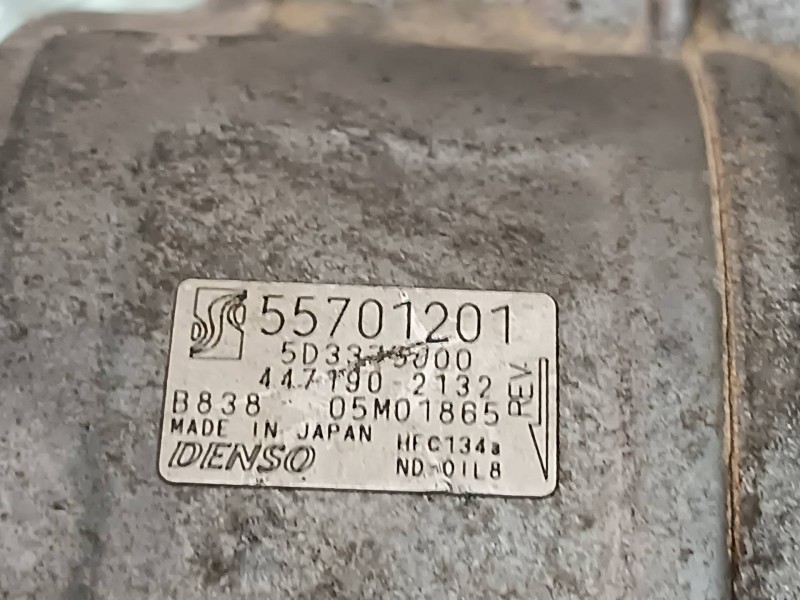 55701201
447190-2132
B838 05M01865
REV.
MADE IN JAPAN HFC134a
DENSO ND-OIL8